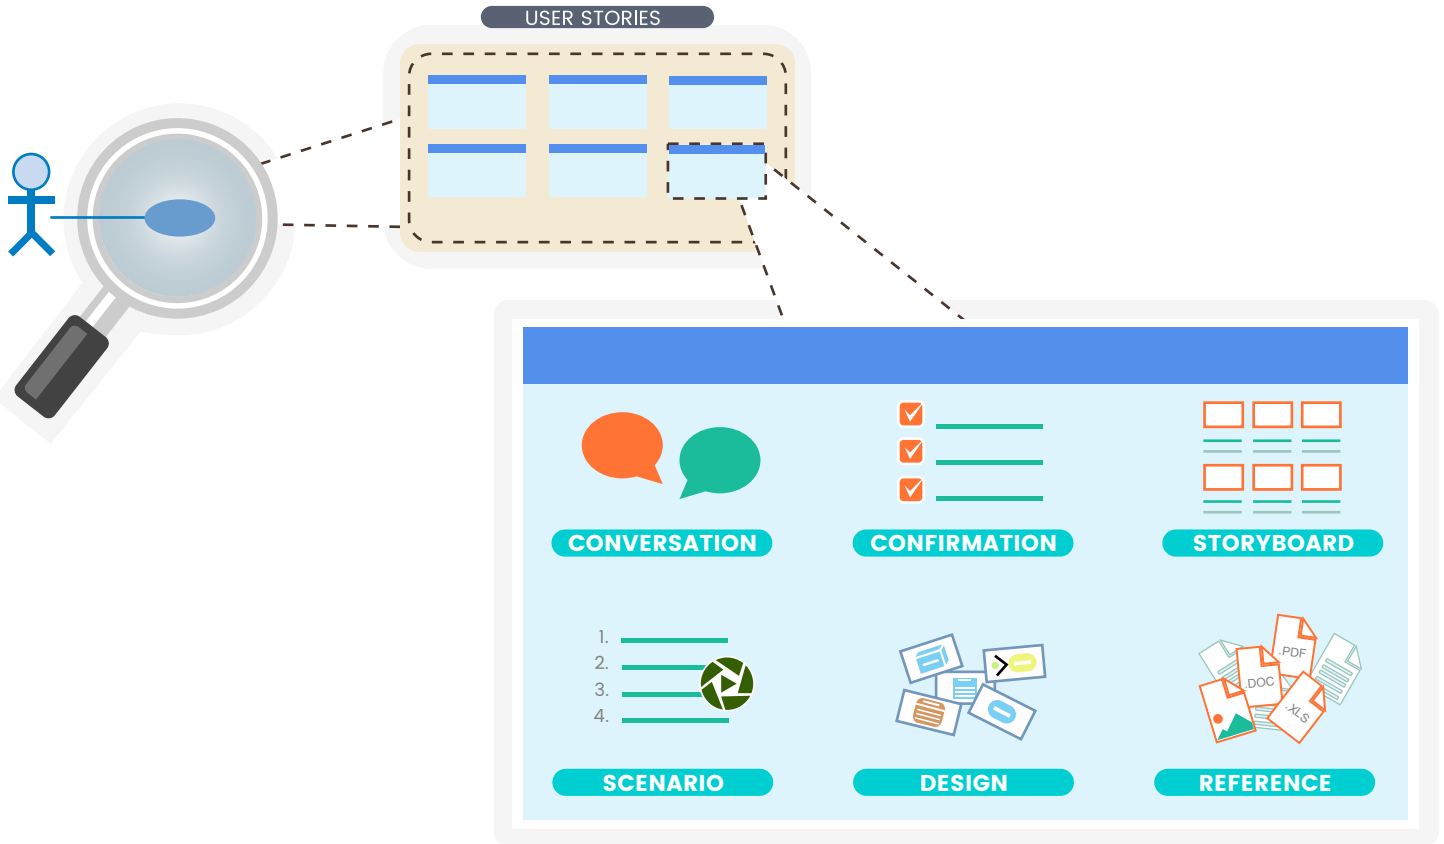 USER STORIES
CONVERSATION
CONFIRMATION
STORYBOARD
1.
2.
3.
4.
.PDF
.DOC
.XLS
SCENARIO
DESIGN
REFERENCE